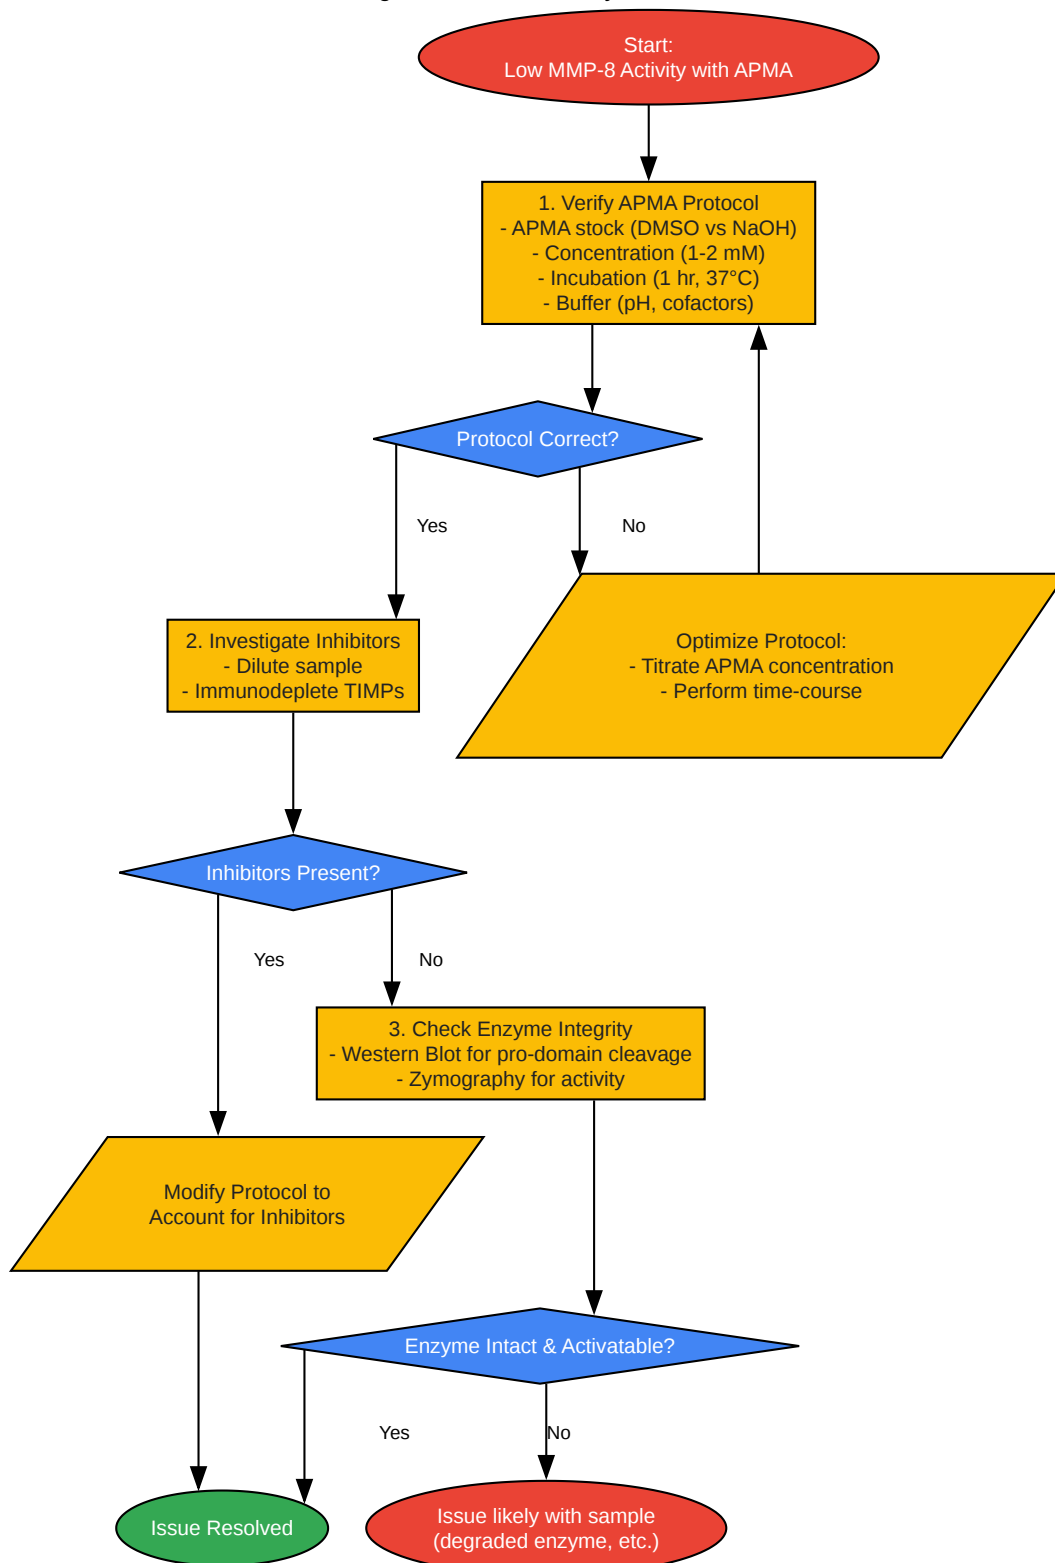 Start:
Low MMP-8 Activity with APMA
1. Verify APMA Protocol
- APMA stock (DMSO vs NaOH)
- Concentration (1-2 mM)
- Incubation (1 hr, 37°C)
- Buffer (pH, cofactors)
Protocol Correct?
Yes
No
Optimize Protocol:
- Titrate APMA concentration
- Perform time-course
2. Investigate Inhibitors
- Dilute sample
- Immunodeplete TIMPs
Inhibitors Present?
Yes
No
3. Check Enzyme Integrity
- Western Blot for pro-domain cleavage
- Zymography for activity
Modify Protocol to
Account for Inhibitors
Enzyme Intact & Activatable?
Yes
No
Issue Resolved
Issue likely with sample
(degraded enzyme, etc.)